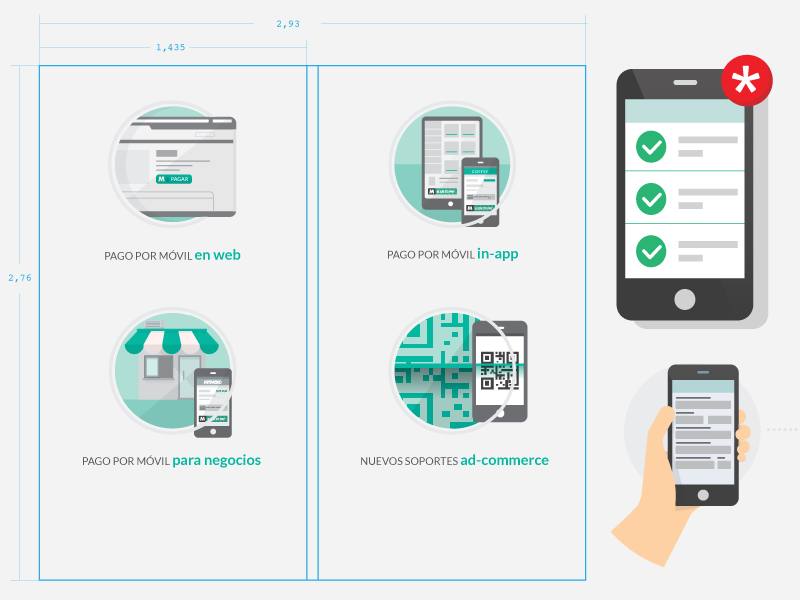 2,93
1,435
2,76
M PAGAR
COFFEE
PAGO POR MÓVIL en web
PAGO POR MÓVIL in-app
PAGO POR MÓVIL para negocios
NUEVOS SOPORTES ad-commerce